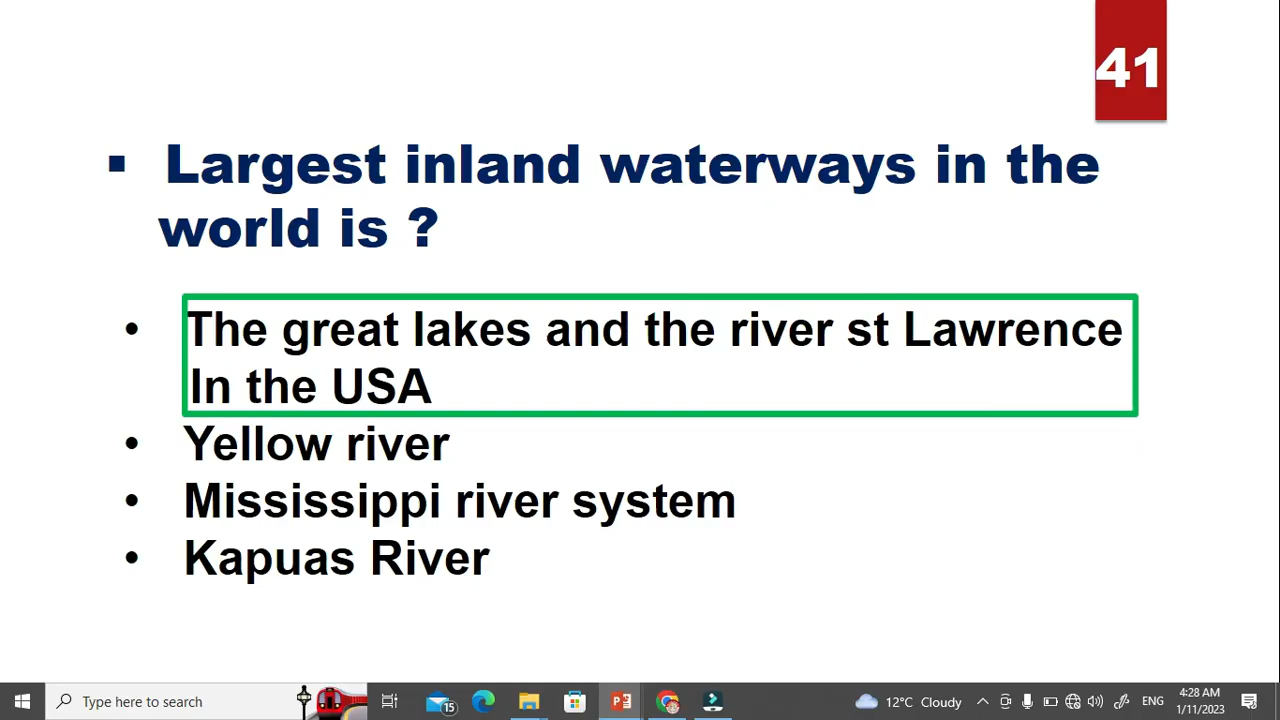 41
▪ Largest inland waterways in the
world is ?
• The great lakes and the river st Lawrence
In the USA
• Yellow river
• Mississippi river system
• Kapuas River
Type here to search
15
12°C Cloudy
ENG
4:28 AM
1/11/2023